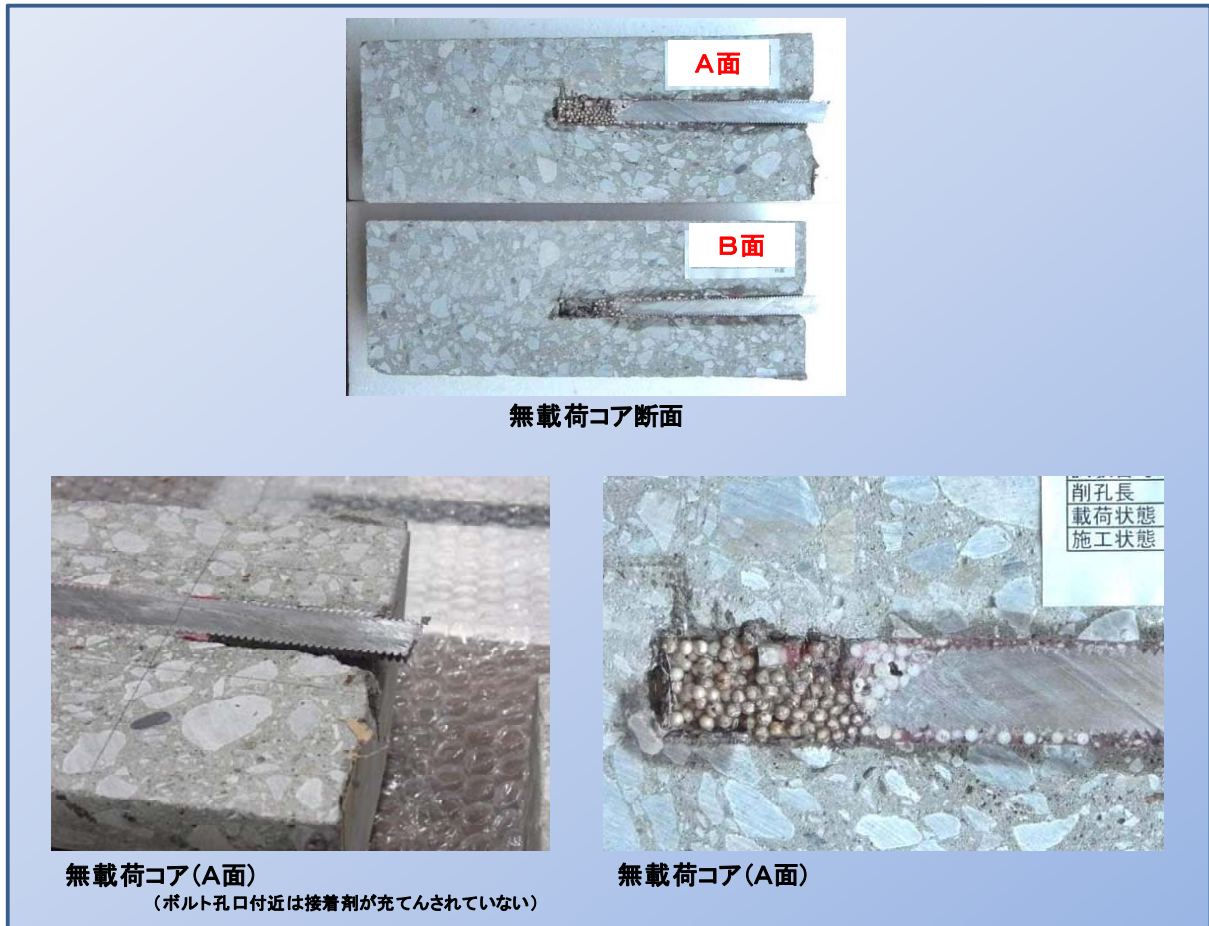 A面
B面
無載荷コア断面
削孔長
載荷状態
施工状態
無載荷コア(A面)
(ボルト孔口付近は接着剤が充てんされていない)
無載荷コア(A面)